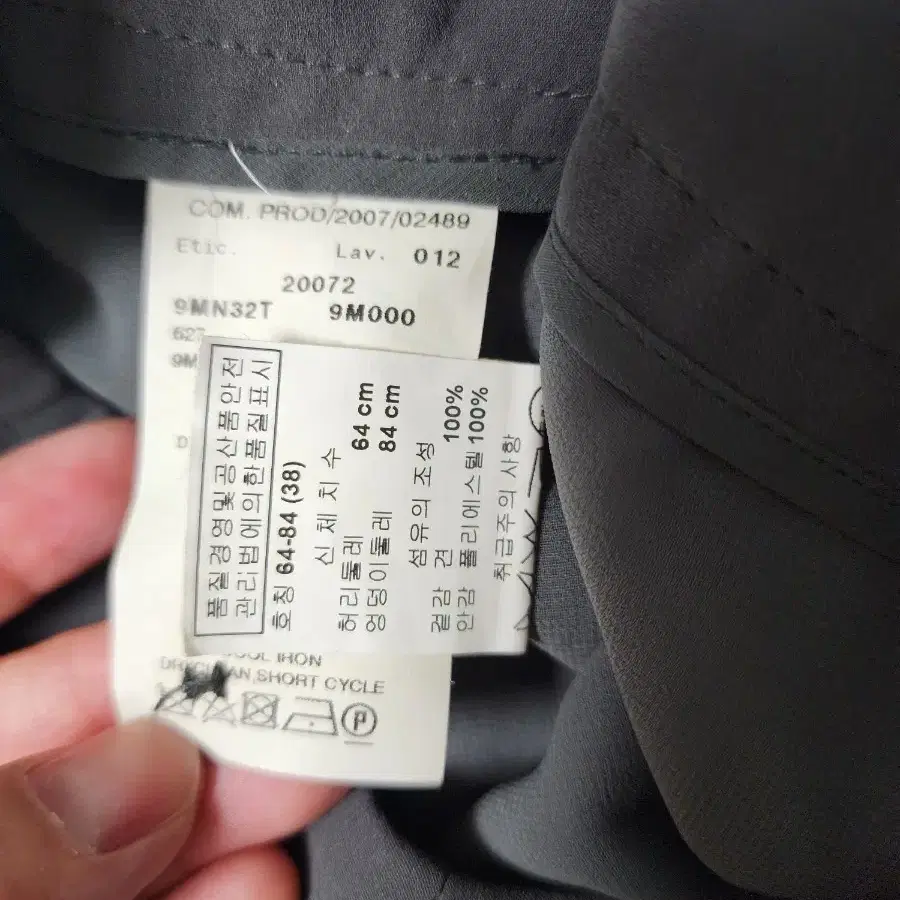 COM. PROD/2007/02489
Etic. Lav. 012
20072
9MN32T 9M000
627
9M
D
품질경영및 공산품안전
관리법에의한품질표시
호칭 64-84 (38)
신 체 치 수
허리둘레 64 cm
엉덩이둘레 84 cm
섬유의 조성
겉감 견 100%
안감 폴리에스텔 100%
취급주의 사항
IRON
SHORT CYCLE
P